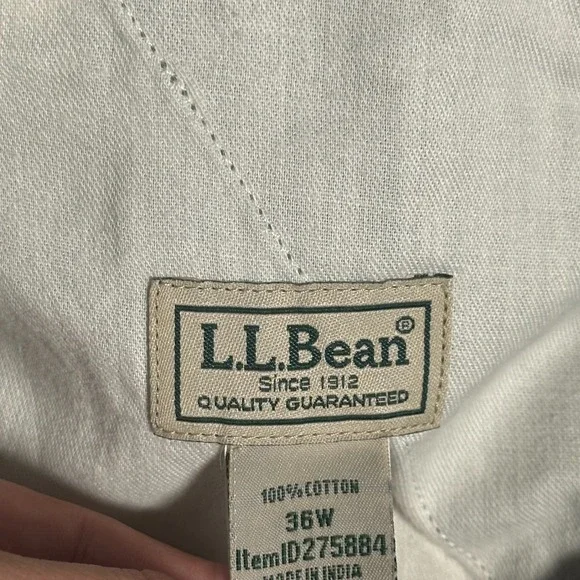 L.L.Bean®
Since 1912
QUALITY GUARANTEED
100% COTTON
36W
ItemID275884
MADE IN INDIA